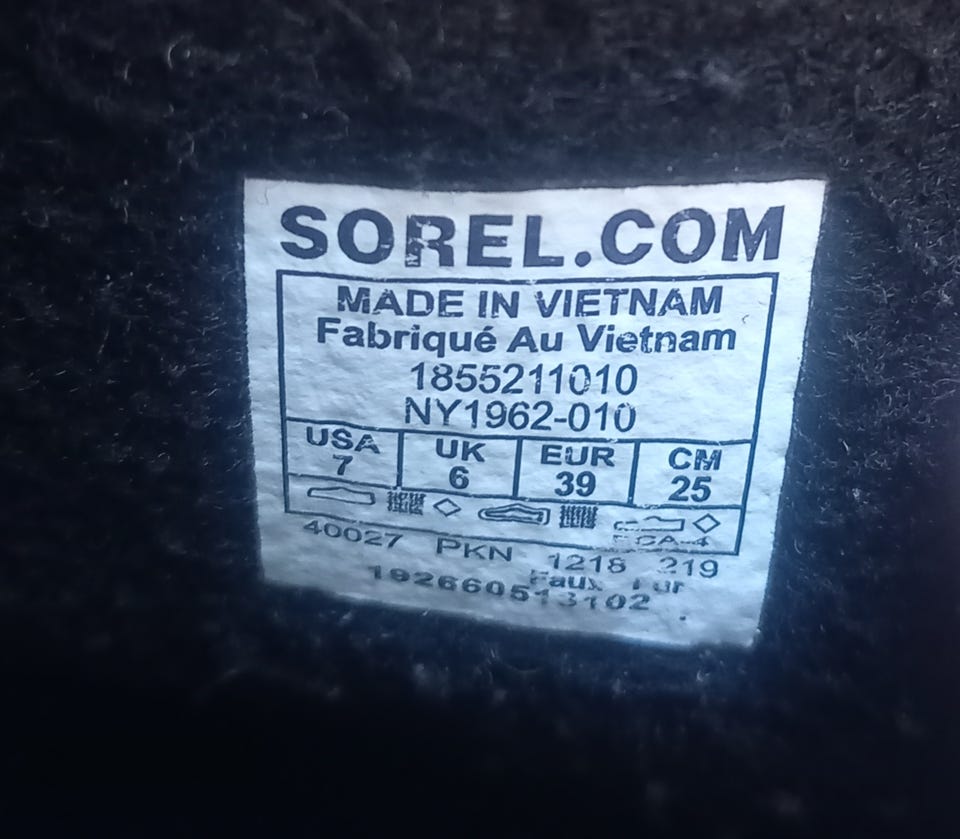 SOREL.COM
MADE IN VIETNAM
Fabriqué Au Vietnam
1855211010
NY1962-010
USA UK EUR CM
7 6 39 25
40027 PKN 1218 219
Faux Fur
192660513102